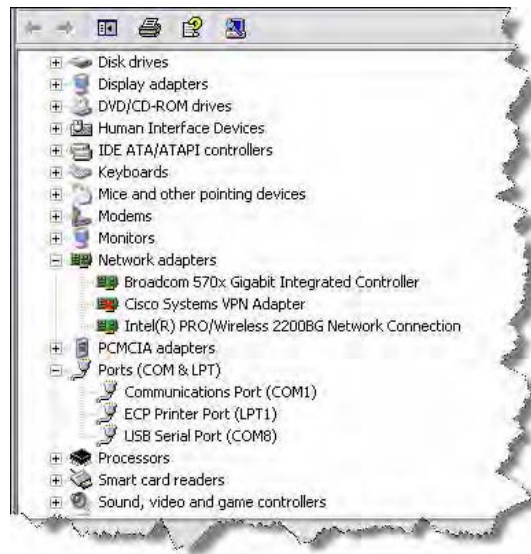 Disk drives
Display adapters
DVD/CD-ROM drives
Human Interface Devices
IDE ATA/ATAPI controllers
Keyboards
Mice and other pointing devices
Modems
Monitors
Network adapters
Broadcom 570x Gigabit Integrated Controller
Cisco Systems VPN Adapter
Intel(R) PRO/Wireless 2200BG Network Connection
PCMCIA adapters
Ports (COM & LPT)
Communications Port (COM1)
ECP Printer Port (LPT1)
USB Serial Port (COM8)
Processors
Smart card readers
Sound, video and game controllers